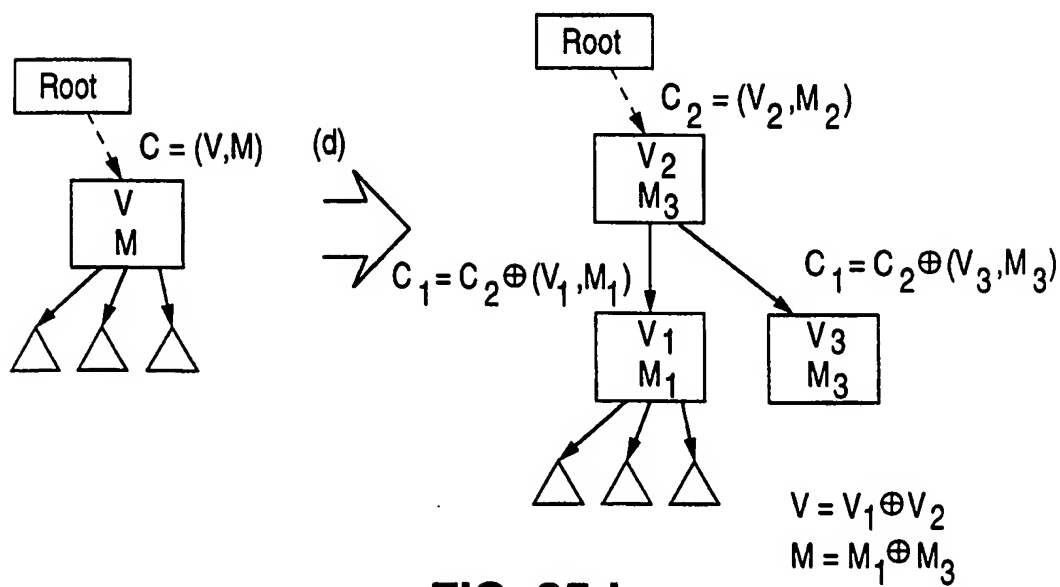 Root
C = (V,M)
V
M
(d)
Root
C₂ = (V₂,M₂)
V₂
M₃
C₁ = C₂⊕(V₁,M₁)
C₁ = C₂⊕(V₃,M₃)
V₁
M₁
V₃
M₃
V = V₁⊕V₂
M = M₁⊕M₃